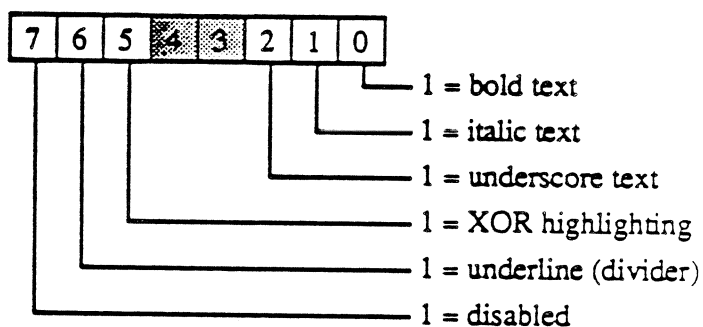 7 6 5 4 3 2 1 0
1 = bold text
1 = italic text
1 = underscore text
1 = XOR highlighting
1 = underline (divider)
1 = disabled